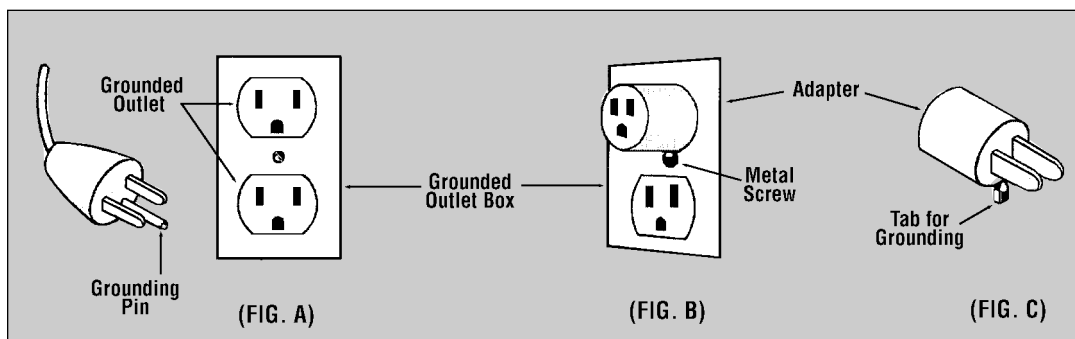 Grounded
Outlet
Grounding
Pin
(FIG. A)
Grounded
Outlet Box
Metal
Screw
(FIG. B)
Adapter
Tab for
Grounding
(FIG. C)